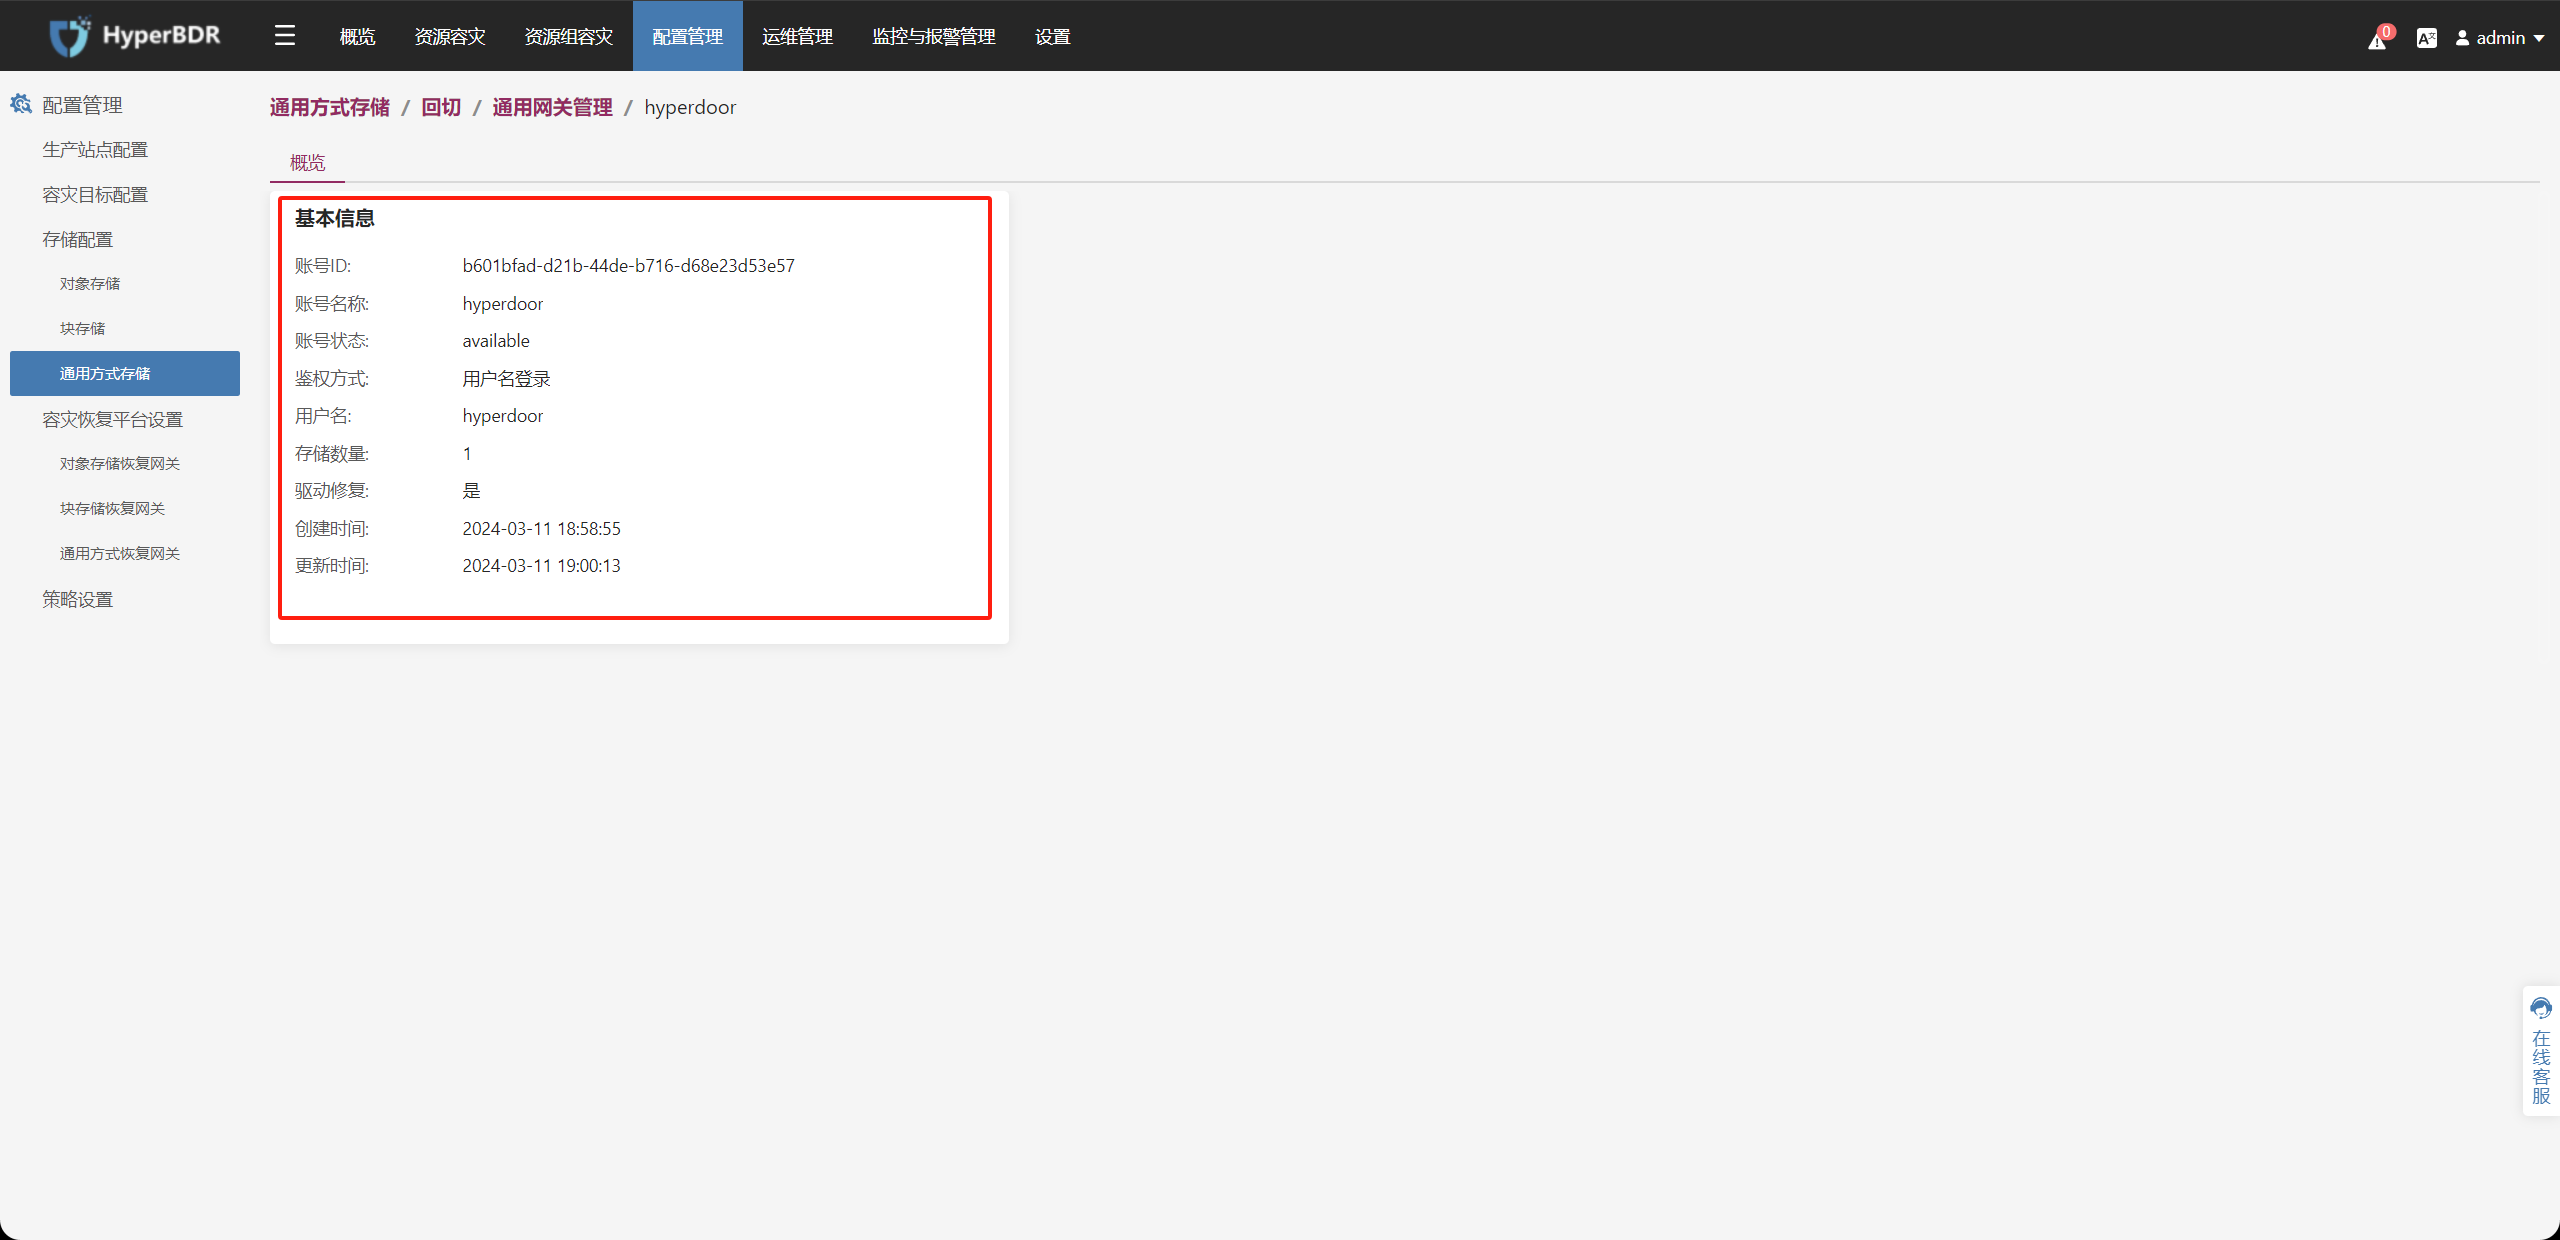 HyperBDR 概览 资源容灾 资源组容灾 配置管理 运维管理 监控与报警管理 设置 0 admin
配置管理
生产站点配置
容灾目标配置
存储配置
对象存储
块存储
通用方式存储
容灾恢复平台设置
对象存储恢复网关
块存储恢复网关
通用方式恢复网关
策略设置
通用方式存储 / 回切 / 通用网关管理 / hyperdoor
概览
基本信息
账号ID: b601bfad-d21b-44de-b716-d68e23d53e57
账号名称: hyperdoor
账号状态: available
鉴权方式: 用户名登录
用户名: hyperdoor
存储数量: 1
驱动修复: 是
创建时间: 2024-03-11 18:58:55
更新时间: 2024-03-11 19:00:13
在线客服